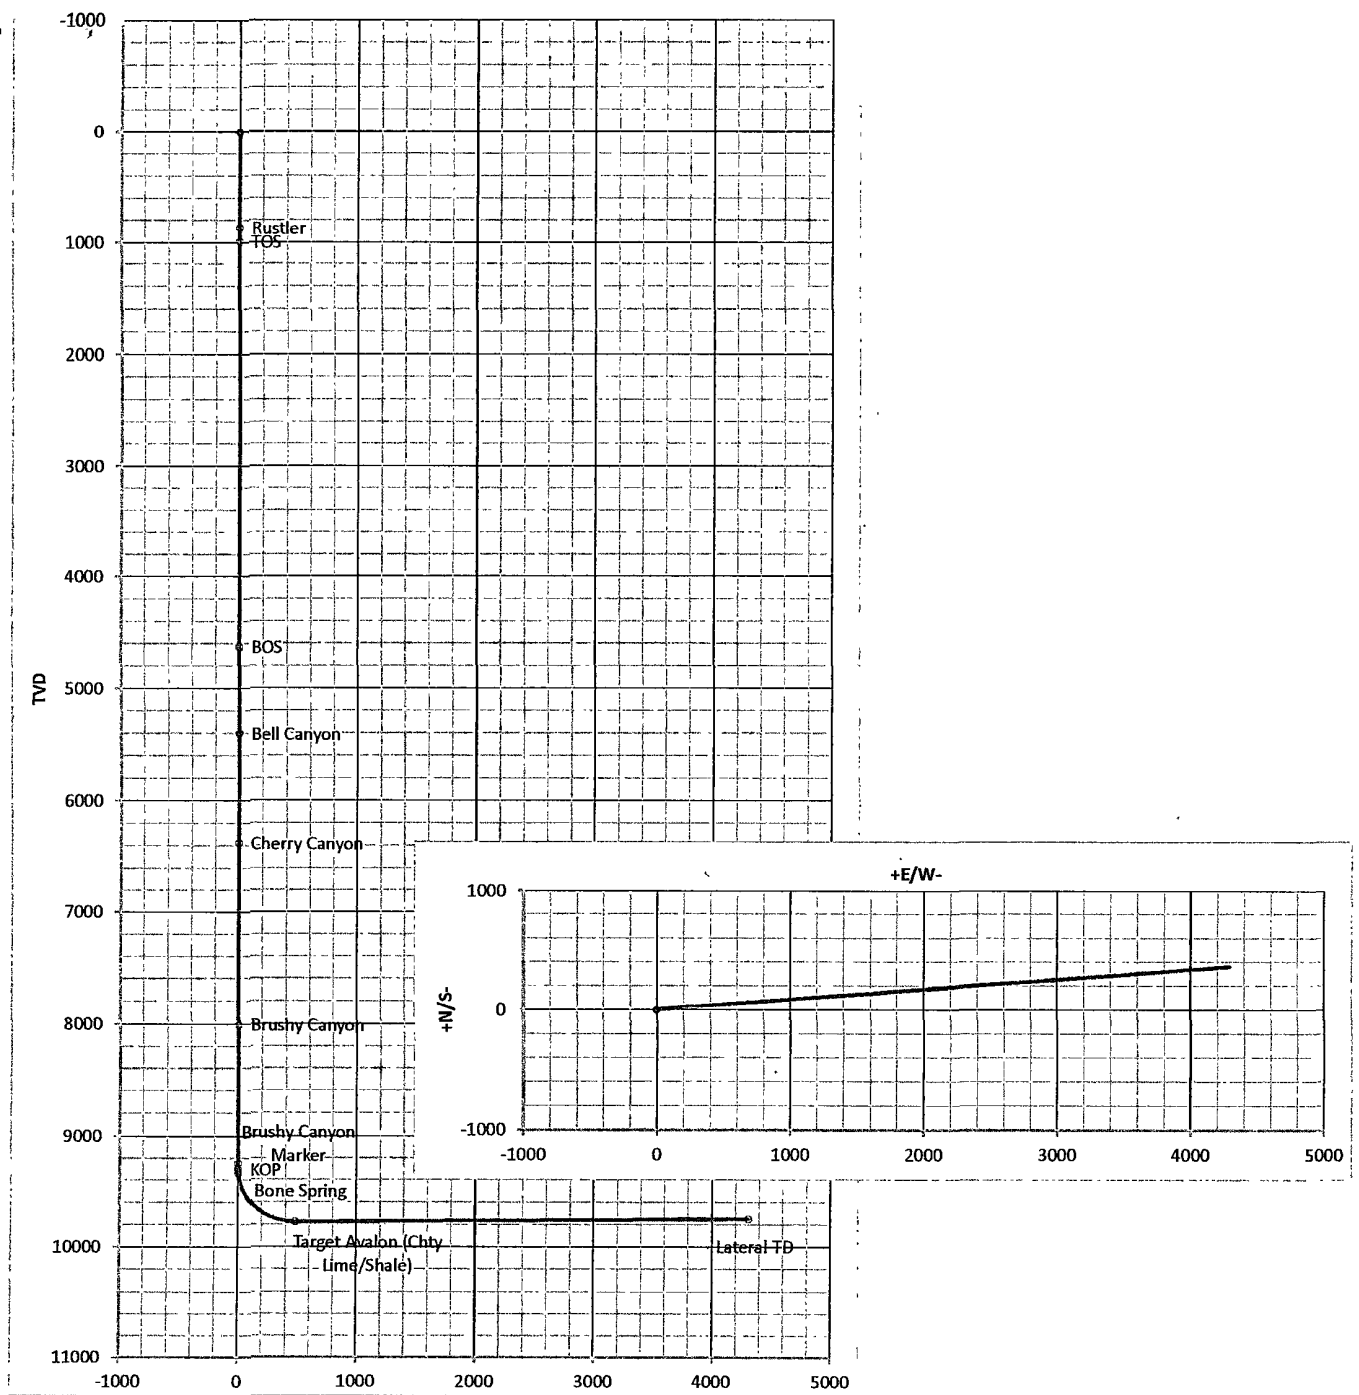 -1000
0
Rustler
TOS
1000
2000
3000
4000
BOS
TVD
5000
Bell Canyon
6000
Cherry Canyon
7000
8000
Brushy Canyon
9000
Brushy Canyon
Marker
KOP
Bone Spring
Target Avalon (Chty
Lime/Shale)
Lateral TD
10000
11000
-1000 0 1000 2000 3000 4000 5000
+E/W-
1000
+N/S-
0
-1000
-1000 0 1000 2000 3000 4000 5000